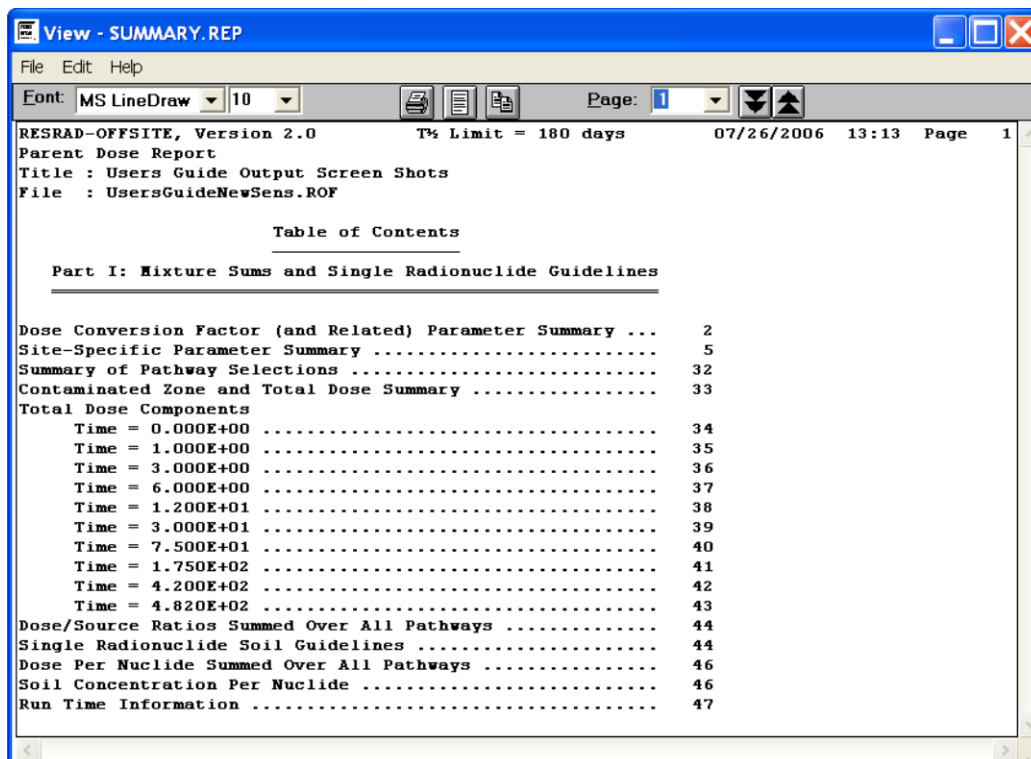 View - SUMMARY.REP
File Edit Help
Font: MS LineDraw 10 Page: 1
RESRAD-OFFSITE, Version 2.0 T½ Limit = 180 days 07/26/2006 13:13 Page 1
Parent Dose Report
Title : Users Guide Output Screen Shots
File : UsersGuideNewSens.ROF
Table of Contents
Part I: Mixture Sums and Single Radionuclide Guidelines
Dose Conversion Factor (and Related) Parameter Summary ... 2
Site-Specific Parameter Summary .......................... 5
Summary of Pathway Selections ............................ 32
Contaminated Zone and Total Dose Summary ................. 33
Total Dose Components
Time = 0.000E+00 .................................... 34
Time = 1.000E+00 .................................... 35
Time = 3.000E+00 .................................... 36
Time = 6.000E+00 .................................... 37
Time = 1.200E+01 .................................... 38
Time = 3.000E+01 .................................... 39
Time = 7.500E+01 .................................... 40
Time = 1.750E+02 .................................... 41
Time = 4.200E+02 .................................... 42
Time = 4.820E+02 .................................... 43
Dose/Source Ratios Summed Over All Pathways .............. 44
Single Radionuclide Soil Guidelines ...................... 44
Dose Per Nuclide Summed Over All Pathways ................ 46
Soil Concentration Per Nuclide ........................... 46
Run Time Information ..................................... 47